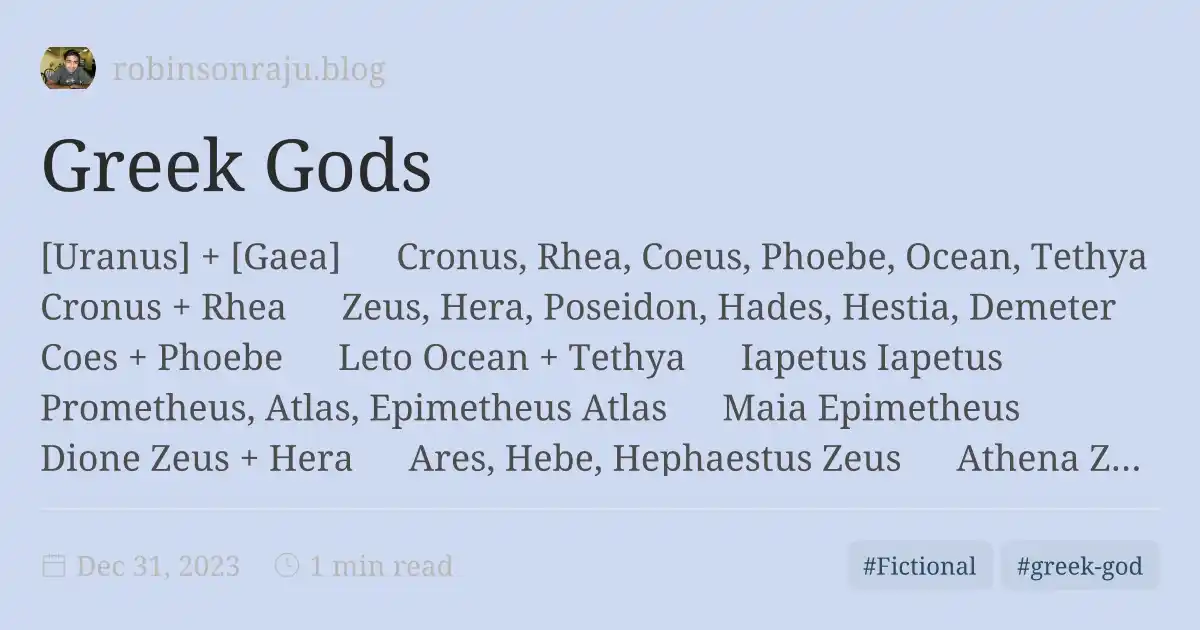 robinsonraju.blog
Greek Gods
[Uranus] + [Gaea] Cronus, Rhea, Coeus, Phoebe, Ocean, Tethya
Cronus + Rhea Zeus, Hera, Poseidon, Hades, Hestia, Demeter
Coes + Phoebe Leto Ocean + Tethya Iapetus Iapetus
Prometheus, Atlas, Epimetheus Atlas Maia Epimetheus
Dione Zeus + Hera Ares, Hebe, Hephaestus Zeus Athena Z...
Dec 31, 2023 1 min read #Fictional #greek-god